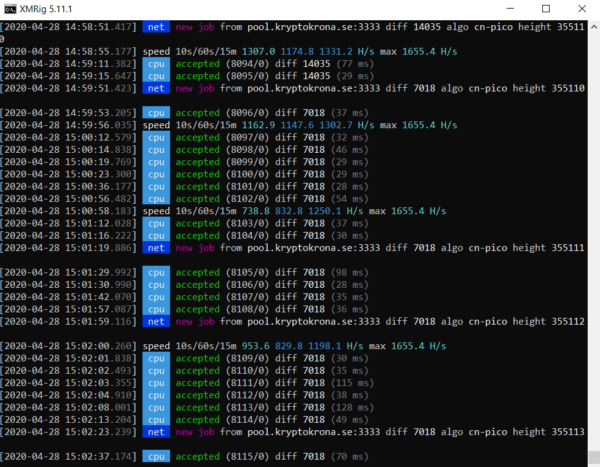 XMRig 5.11.1
[2020-04-28 14:58:51.417] net new job from pool.kryptokrona.se:3333 diff 14035 algo cn-pico height 35511
0
[2020-04-28 14:58:55.177] speed 10s/60s/15m 1307.0 1174.8 1331.2 H/s max 1655.4 H/s
[2020-04-28 14:59:11.382] cpu accepted (8094/0) diff 14035 (77 ms)
[2020-04-28 14:59:15.647] cpu accepted (8095/0) diff 14035 (29 ms)
[2020-04-28 14:59:51.423] net new job from pool.kryptokrona.se:3333 diff 7018 algo cn-pico height 355110
[2020-04-28 14:59:53.205] cpu accepted (8096/0) diff 7018 (37 ms)
[2020-04-28 14:59:56.035] speed 10s/60s/15m 1162.9 1147.6 1302.7 H/s max 1655.4 H/s
[2020-04-28 15:00:12.579] cpu accepted (8097/0) diff 7018 (32 ms)
[2020-04-28 15:00:14.838] cpu accepted (8098/0) diff 7018 (46 ms)
[2020-04-28 15:00:19.769] cpu accepted (8099/0) diff 7018 (29 ms)
[2020-04-28 15:00:23.300] cpu accepted (8100/0) diff 7018 (29 ms)
[2020-04-28 15:00:36.177] cpu accepted (8101/0) diff 7018 (28 ms)
[2020-04-28 15:00:56.482] cpu accepted (8102/0) diff 7018 (54 ms)
[2020-04-28 15:00:58.183] speed 10s/60s/15m 738.8 832.8 1250.1 H/s max 1655.4 H/s
[2020-04-28 15:01:12.028] cpu accepted (8103/0) diff 7018 (37 ms)
[2020-04-28 15:01:16.222] cpu accepted (8104/0) diff 7018 (30 ms)
[2020-04-28 15:01:19.886] net new job from pool.kryptokrona.se:3333 diff 7018 algo cn-pico height 355111
[2020-04-28 15:01:29.992] cpu accepted (8105/0) diff 7018 (98 ms)
[2020-04-28 15:01:30.990] cpu accepted (8106/0) diff 7018 (28 ms)
[2020-04-28 15:01:42.070] cpu accepted (8107/0) diff 7018 (35 ms)
[2020-04-28 15:01:57.087] cpu accepted (8108/0) diff 7018 (36 ms)
[2020-04-28 15:01:59.116] net new job from pool.kryptokrona.se:3333 diff 7018 algo cn-pico height 355112
[2020-04-28 15:02:00.260] speed 10s/60s/15m 953.6 829.8 1198.1 H/s max 1655.4 H/s
[2020-04-28 15:02:01.838] cpu accepted (8109/0) diff 7018 (30 ms)
[2020-04-28 15:02:02.493] cpu accepted (8110/0) diff 7018 (35 ms)
[2020-04-28 15:02:03.355] cpu accepted (8111/0) diff 7018 (115 ms)
[2020-04-28 15:02:04.910] cpu accepted (8112/0) diff 7018 (38 ms)
[2020-04-28 15:02:08.001] cpu accepted (8113/0) diff 7018 (128 ms)
[2020-04-28 15:02:13.204] cpu accepted (8114/0) diff 7018 (49 ms)
[2020-04-28 15:02:23.239] net new job from pool.kryptokrona.se:3333 diff 7018 algo cn-pico height 355113
[2020-04-28 15:02:37.174] cpu accepted (8115/0) diff 7018 (70 ms)